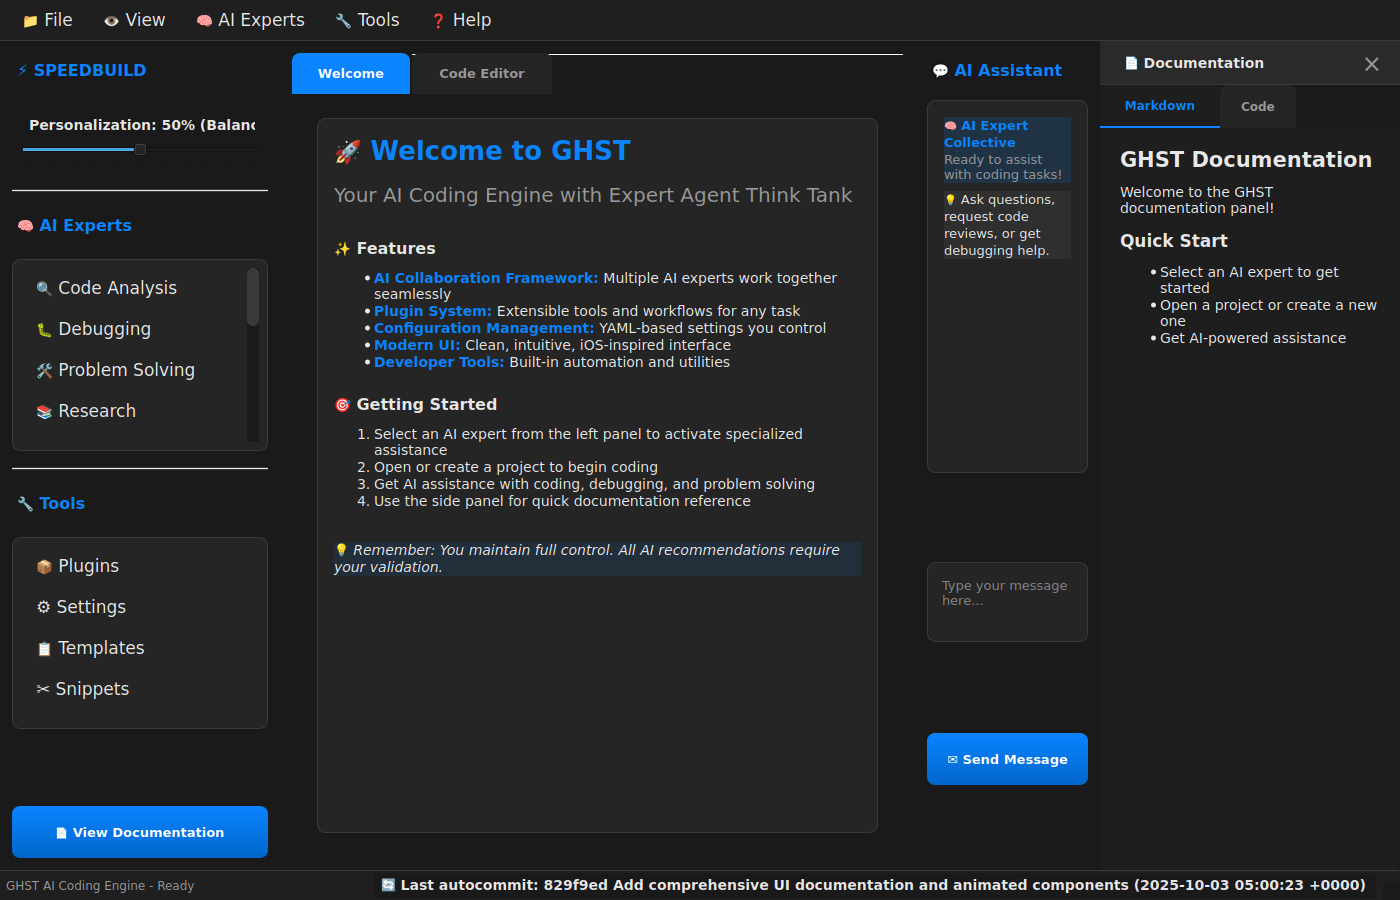 📁 File 👁️ View 🧠 AI Experts 🔧 Tools ❓ Help
⚡ SPEEDBUILD
Personalization: 50% (Balanc
🧠 AI Experts
🔍 Code Analysis
🐛 Debugging
🛠️ Problem Solving
📚 Research
🔧 Tools
📦 Plugins
⚙ Settings
📋 Templates
✂ Snippets
📄 View Documentation
Welcome
Code Editor
🚀 Welcome to GHST
Your AI Coding Engine with Expert Agent Think Tank
✨ Features
• AI Collaboration Framework: Multiple AI experts work together
seamlessly
• Plugin System: Extensible tools and workflows for any task
• Configuration Management: YAML-based settings you control
• Modern UI: Clean, intuitive, iOS-inspired interface
• Developer Tools: Built-in automation and utilities
🎯 Getting Started
1. Select an AI expert from the left panel to activate specialized
assistance
2. Open or create a project to begin coding
3. Get AI assistance with coding, debugging, and problem solving
4. Use the side panel for quick documentation reference
💡 Remember: You maintain full control. All AI recommendations require
your validation.
💬 AI Assistant
🧠 AI Expert
Collective
Ready to assist
with coding tasks!
💡 Ask questions,
request code
reviews, or get
debugging help.
Type your message
here...
✉ Send Message
📄 Documentation ×
Markdown
Code
GHST Documentation
Welcome to the GHST
documentation panel!
Quick Start
• Select an AI expert to get
started
• Open a project or create a new
one
• Get AI-powered assistance
GHST AI Coding Engine - Ready
🔄 Last autocommit: 829f9ed Add comprehensive UI documentation and animated components (2025-10-03 05:00:23 +0000)